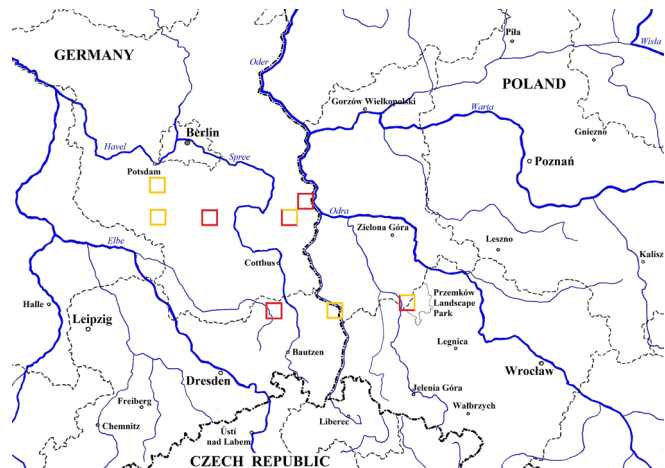 Piła
Wisła
GERMANY
Oder
POLAND
Gorzów Wielkopolski
Warta
Berlin
Gniezno
Havel
Spree
Poznań
Potsdam
Odra
Zielona Góra
Elbe
Leszno
Kalisz
Cottbus
Halle
Przemków
Landscape
Park
Leipzig
Legnica
Bautzen
Wrocław
Dresden
Jelenia Góra
Freiberg
Wałbrzych
Chemnitz
Liberec
Ústí
nad Labem
CZECH REPUBLIC